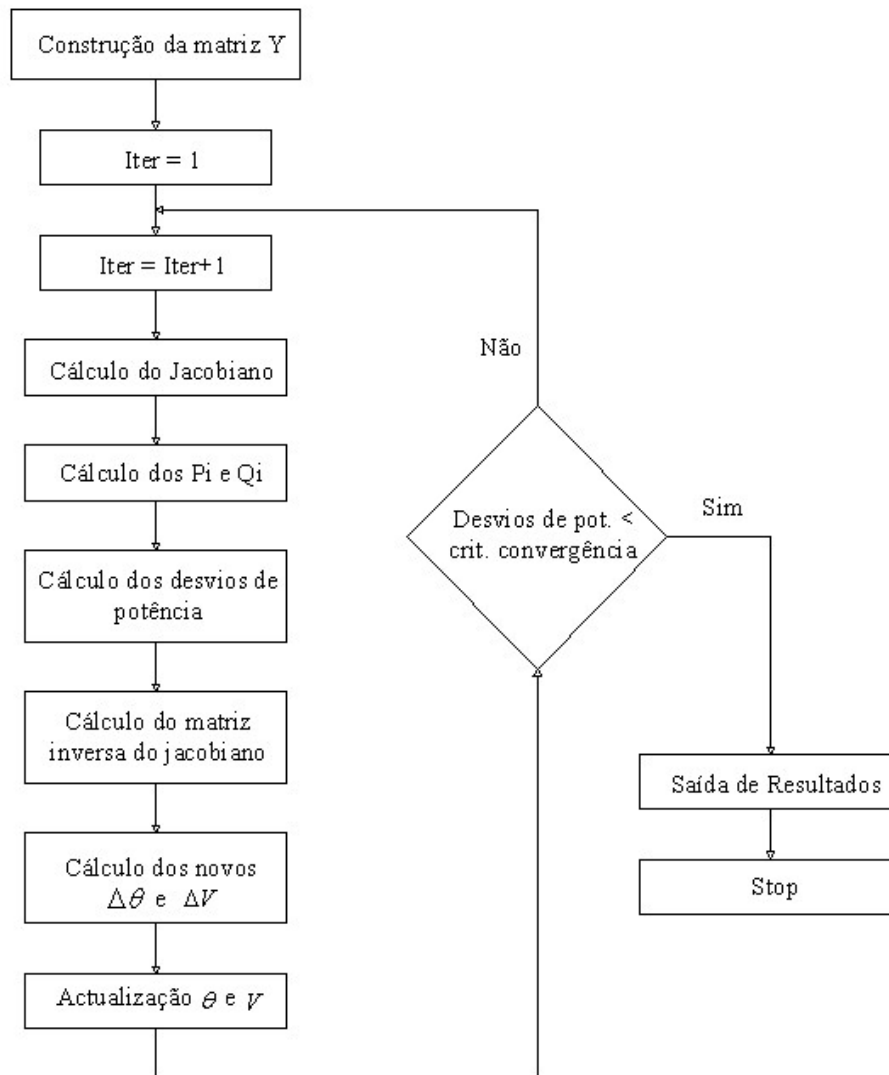 Construção da matriz Y
Iter = 1
Iter = Iter+1
Cálculo do Jacobiano
Cálculo dos Pi e Qi
Cálculo dos desvios de
potência
Cálculo do matriz
inversa do jacobiano
Cálculo dos novos
Δθ e ΔV
Actualização θ e V
Não
Desvios de pot. <
crit. convergência
Sim
Saída de Resultados
Stop